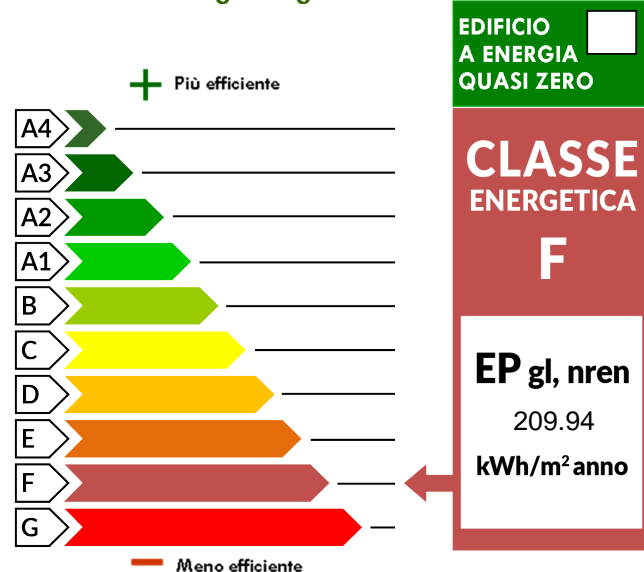 EDIFICIO
A ENERGIA
QUASI ZERO
Più efficiente
A4
A3
A2
A1
B
C
D
E
F
G
Meno efficiente
CLASSE
ENERGETICA
F
EP gl, nren
209.94
kWh/m² anno